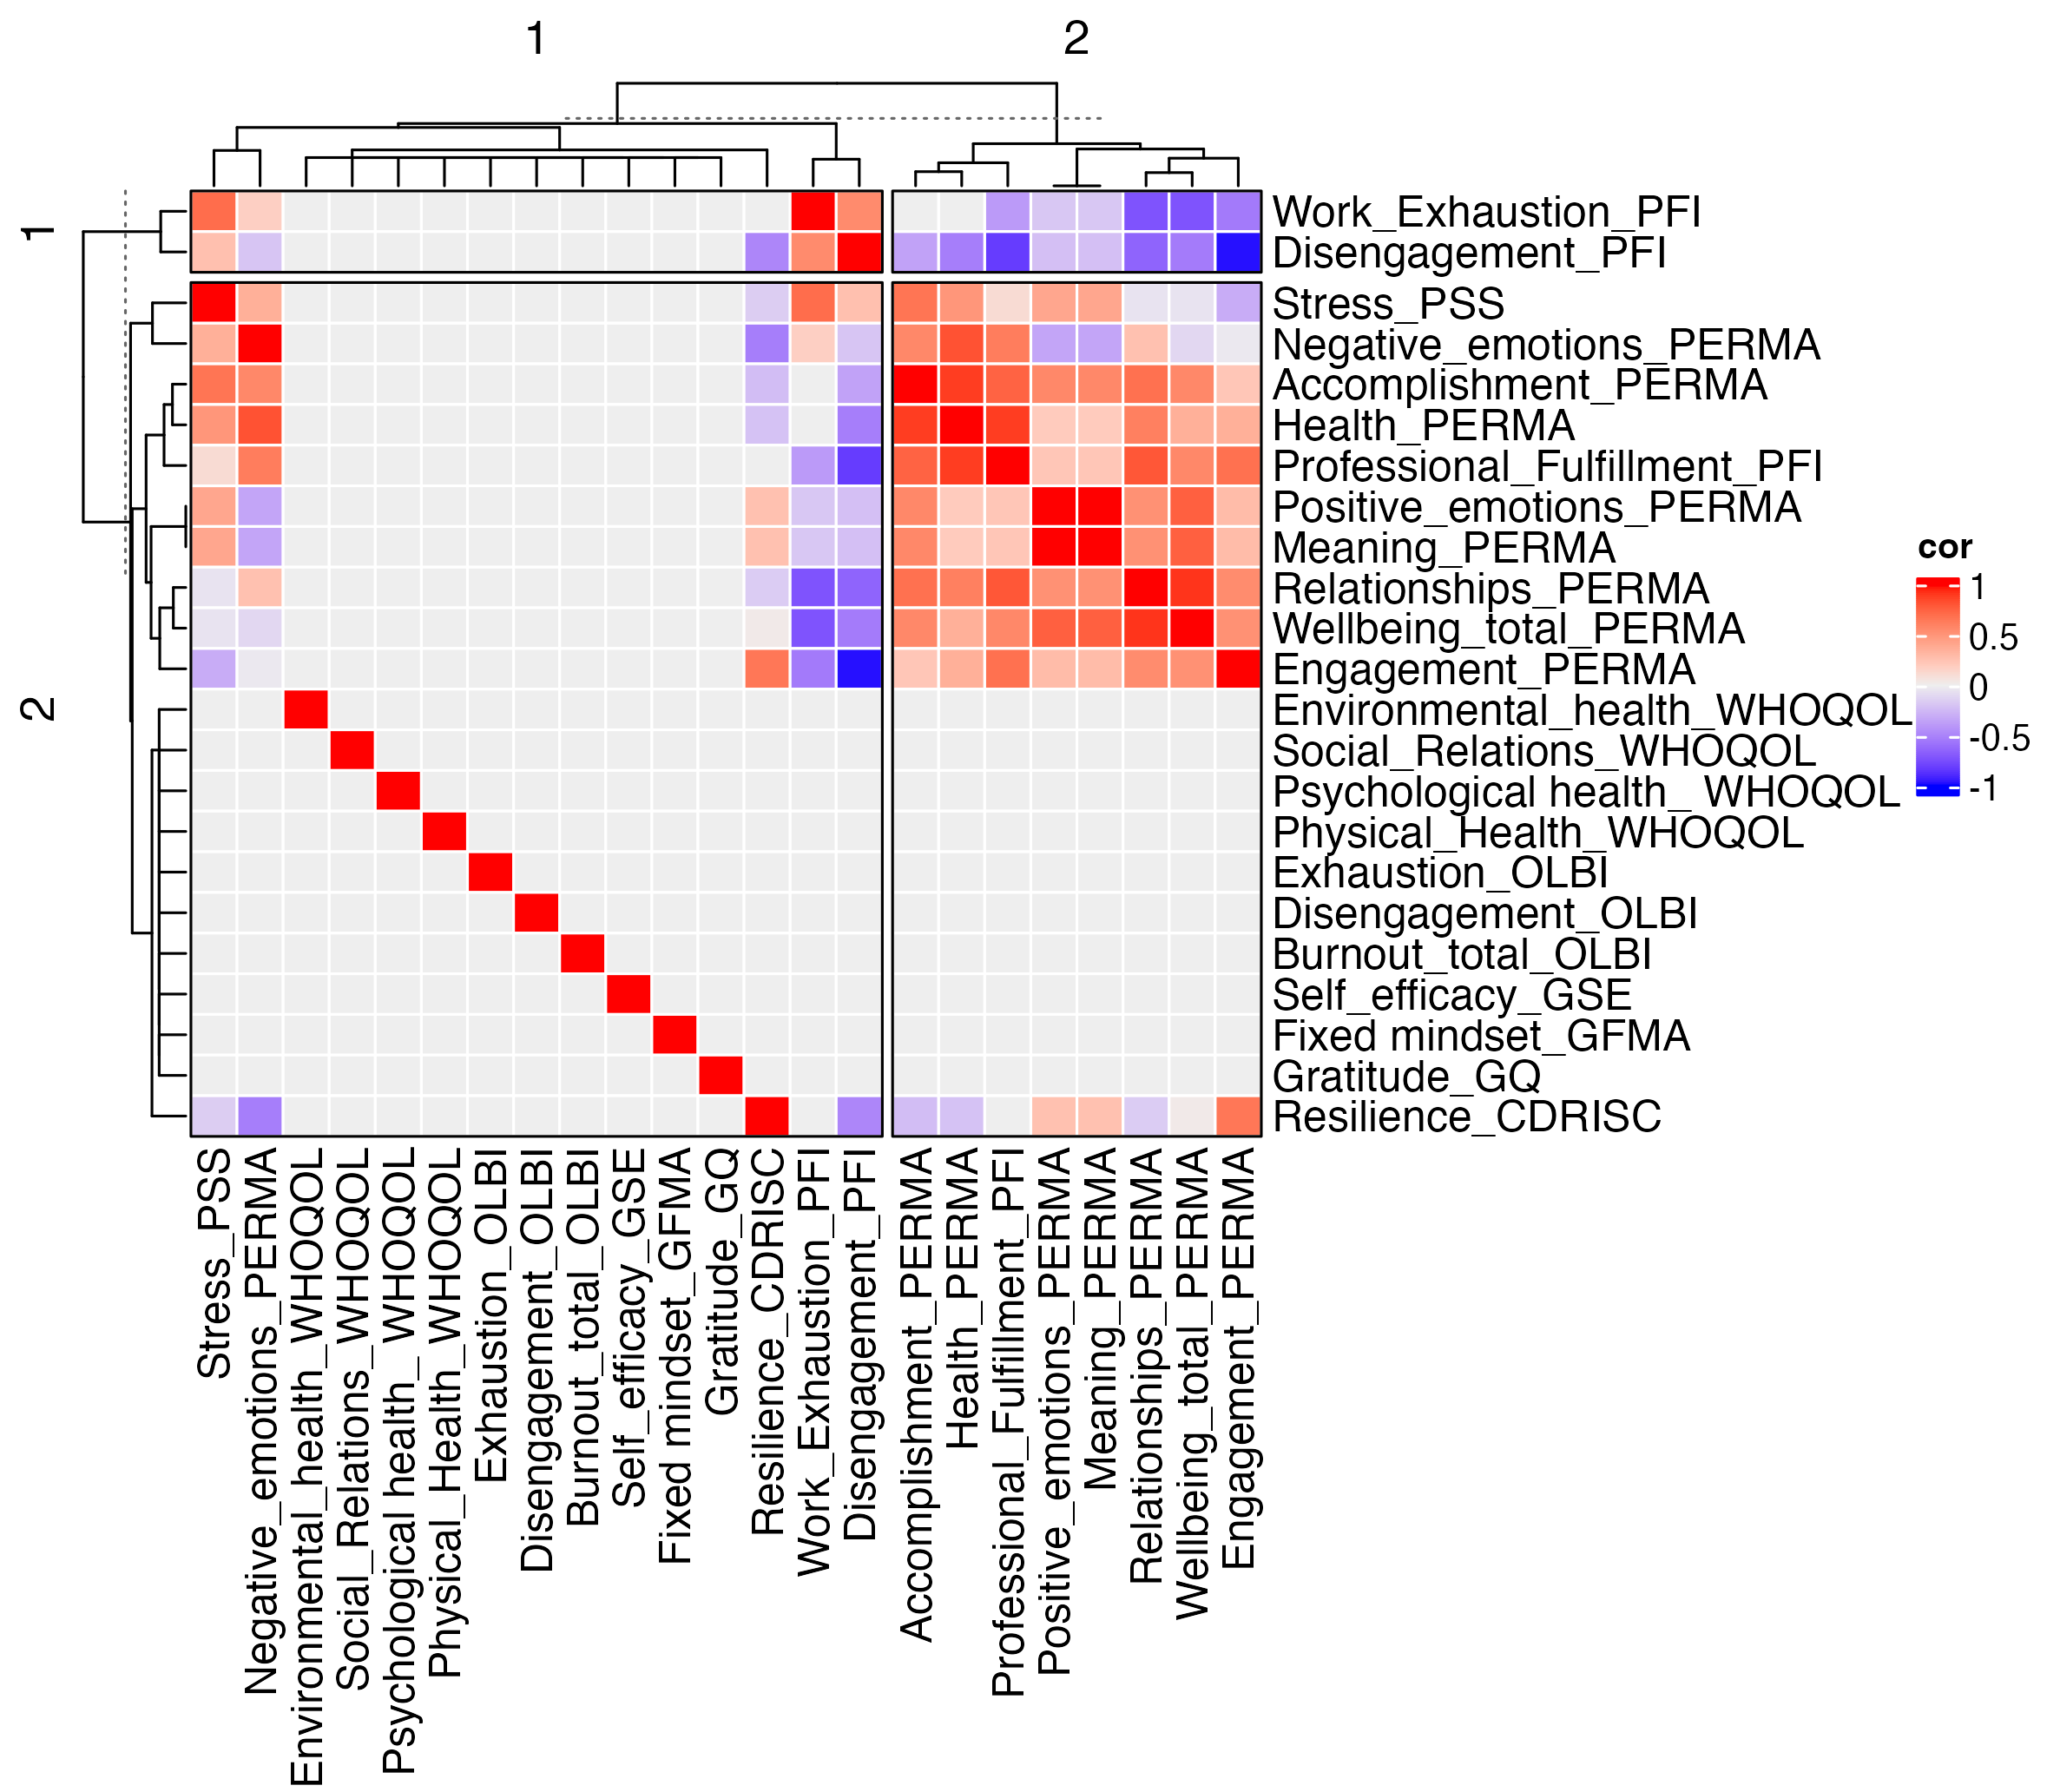 1
2
1
2
Work_Exhaustion_PFI
Disengagement_PFI
Stress_PSS
Negative_emotions_PERMA
Accomplishment_PERMA
Health_PERMA
Professional_Fulfillment_PFI
Positive_emotions_PERMA
Meaning_PERMA
Relationships_PERMA
Wellbeing_total_PERMA
Engagement_PERMA
Environmental_health_WHOQOL
Social_Relations_WHOQOL
Psychological health_ WHOQOL
Physical_Health_WHOQOL
Exhaustion_OLBI
Disengagement_OLBI
Burnout_total_OLBI
Self_efficacy_GSE
Fixed mindset_GFMA
Gratitude_GQ
Resilience_CDRISC
cor
1
0.5
0
-0.5
-1
Stress_PSS
Negative_emotions_PERMA
Environmental_health_WHOQOL
Social_Relations_WHOQOL
Psychological health_ WHOQOL
Physical_Health_WHOQOL
Exhaustion_OLBI
Disengagement_OLBI
Burnout_total_OLBI
Self_efficacy_GSE
Fixed mindset_GFMA
Gratitude_GQ
Resilience_CDRISC
Work_Exhaustion_PFI
Disengagement_PFI
Accomplishment_PERMA
Health_PERMA
Professional_Fulfillment_PFI
Positive_emotions_PERMA
Meaning_PERMA
Relationships_PERMA
Wellbeing_total_PERMA
Engagement_PERMA